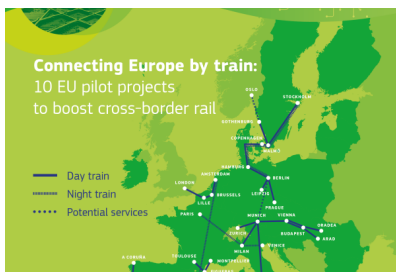 Connecting Europe by train:
10 EU pilot projects
to boost cross-border rail
OSLO
STOCKHOLM
GOTHENBURG
COPENHAGEN
MALMÖ
HAMBURG
Day train
AMSTERDAM
BERLIN
Night train
LONDON
BRUSSELS
LEIPZIG
LILLE
PRAGUE
Potential services
PARIS
MUNICH
VIENNA
ORADEA
ZURICH
BUDAPEST
ARAD
MILAN
VENICE
A CORUÑA
TOULOUSE
MONTPELLIER